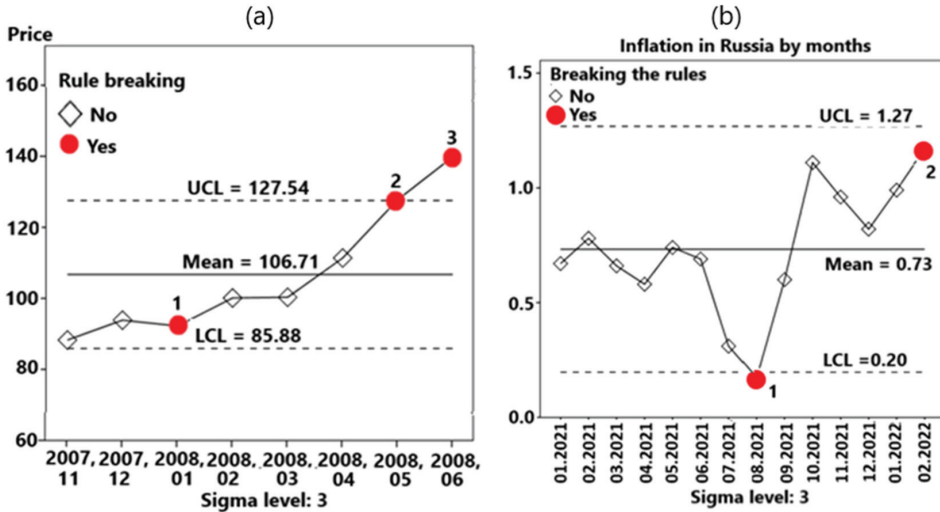 (a)
Price
160
140
120
100
80
60
Rule breaking
No
Yes
UCL = 127.54
Mean = 106.71
LCL = 85.88
1
2
3
2007, 2007, 2008, 2008, 2008, 2008, 2008, 2008,
11 12 01 02 03 04 05 06
Sigma level: 3
(b)
Inflation in Russia by months
1.5
1.0
0.5
0.0
Breaking the rules
No
Yes
UCL = 1.27
Mean = 0.73
LCL =0.20
1
2
01.2021
02.2021
03.2021
04.2021
05.2021
06.2021
07.2021
08.2021
09.2021
10.2021
11.2021
12.2021
01.2022
02.2022
Sigma level: 3